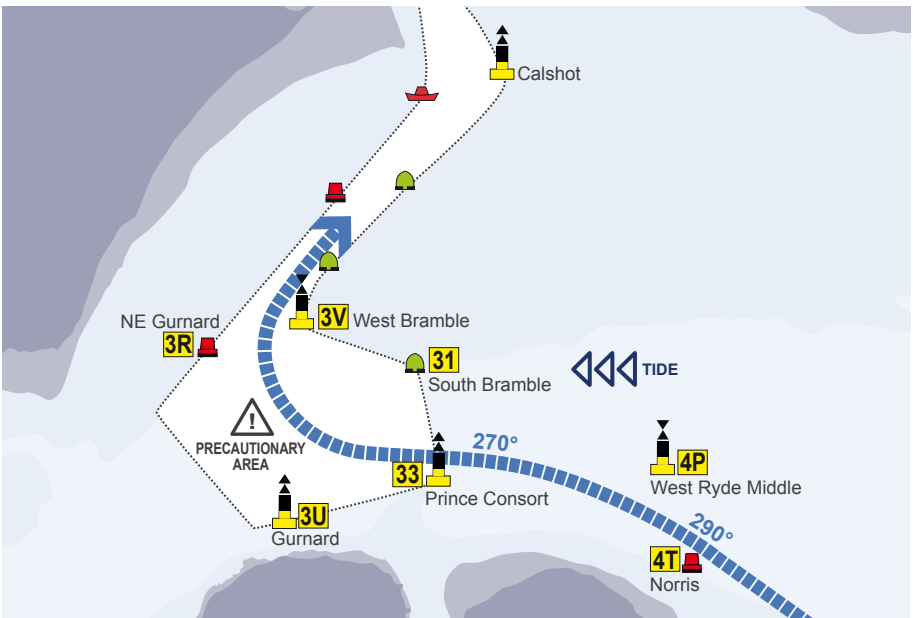 Calshot
NE Gurnard
3R
3V West Bramble
31
South Bramble
TIDE
!
PRECAUTIONARY
AREA
270°
33
Prince Consort
4P
West Ryde Middle
3U
Gurnard
290°
4T
Norris